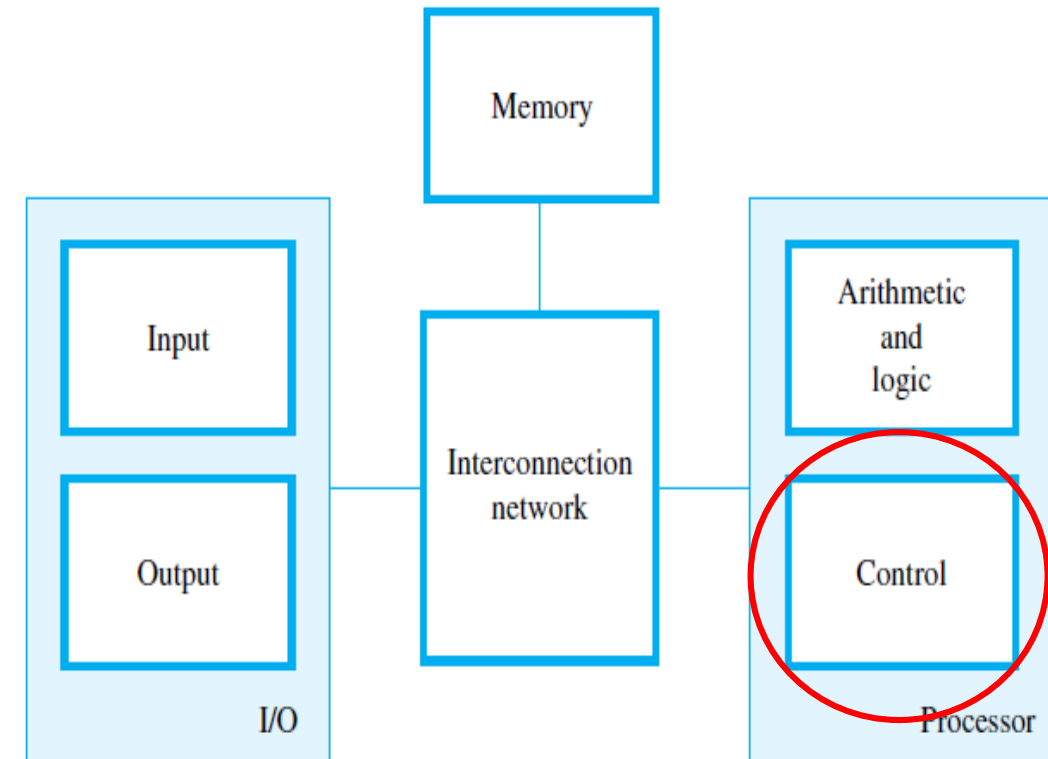 Memory
Input
Output
I/O
Interconnection
network
Arithmetic
and
logic
Control
Processor